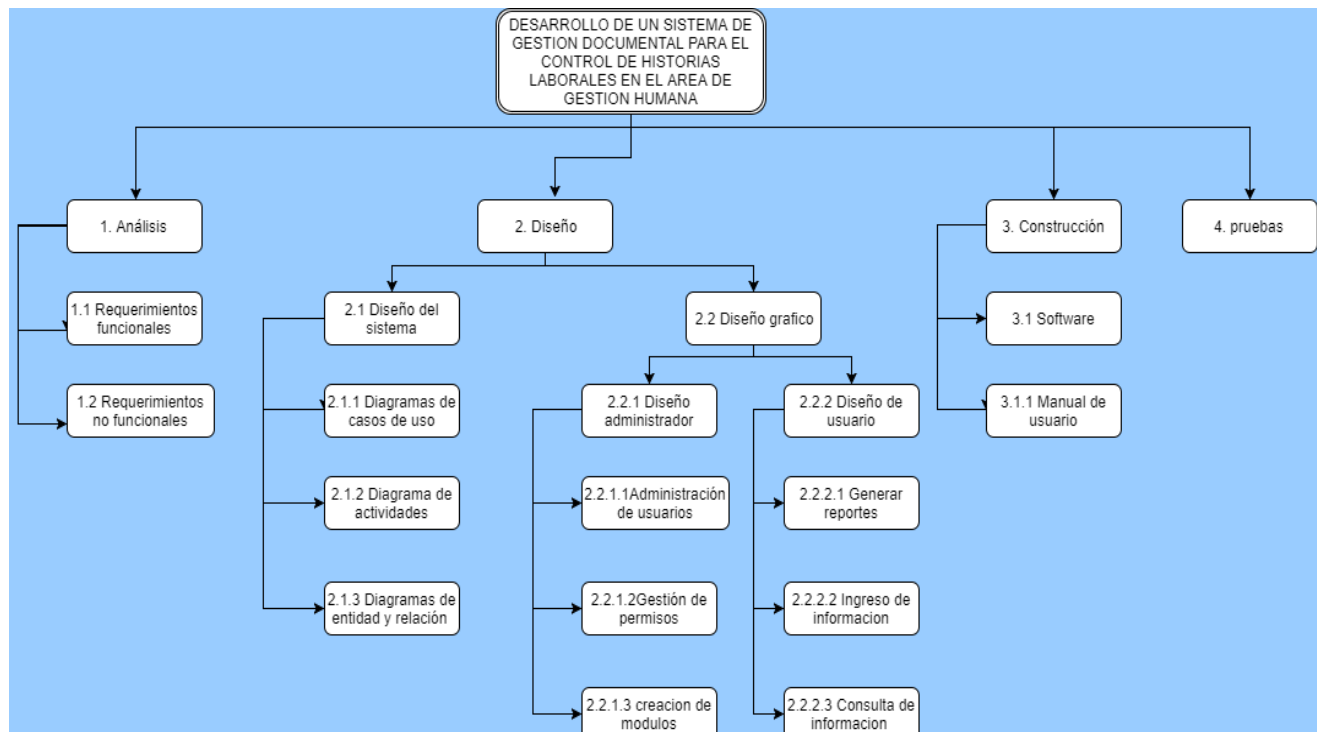 DESARROLLO DE UN SISTEMA DE
GESTION DOCUMENTAL PARA EL
CONTROL DE HISTORIAS
LABORALES EN EL AREA DE
GESTION HUMANA
1. Análisis
2. Diseño
3. Construcción
4. pruebas
1.1 Requerimientos
funcionales
2.1 Diseño del
sistema
2.2 Diseño grafico
3.1 Software
1.2 Requerimientos
no funcionales
2.1.1 Diagramas de
casos de uso
2.2.1 Diseño
administrador
2.2.2 Diseño de
usuario
3.1.1 Manual de
usuario
2.1.2 Diagrama de
actividades
2.2.1.1Administración
de usuarios
2.2.2.1 Generar
reportes
2.1.3 Diagramas de
entidad y relación
2.2.1.2Gestión de
permisos
2.2.2.2 Ingreso de
informacion
2.2.1.3 creacion de
modulos
2.2.2.3 Consulta de
informacion